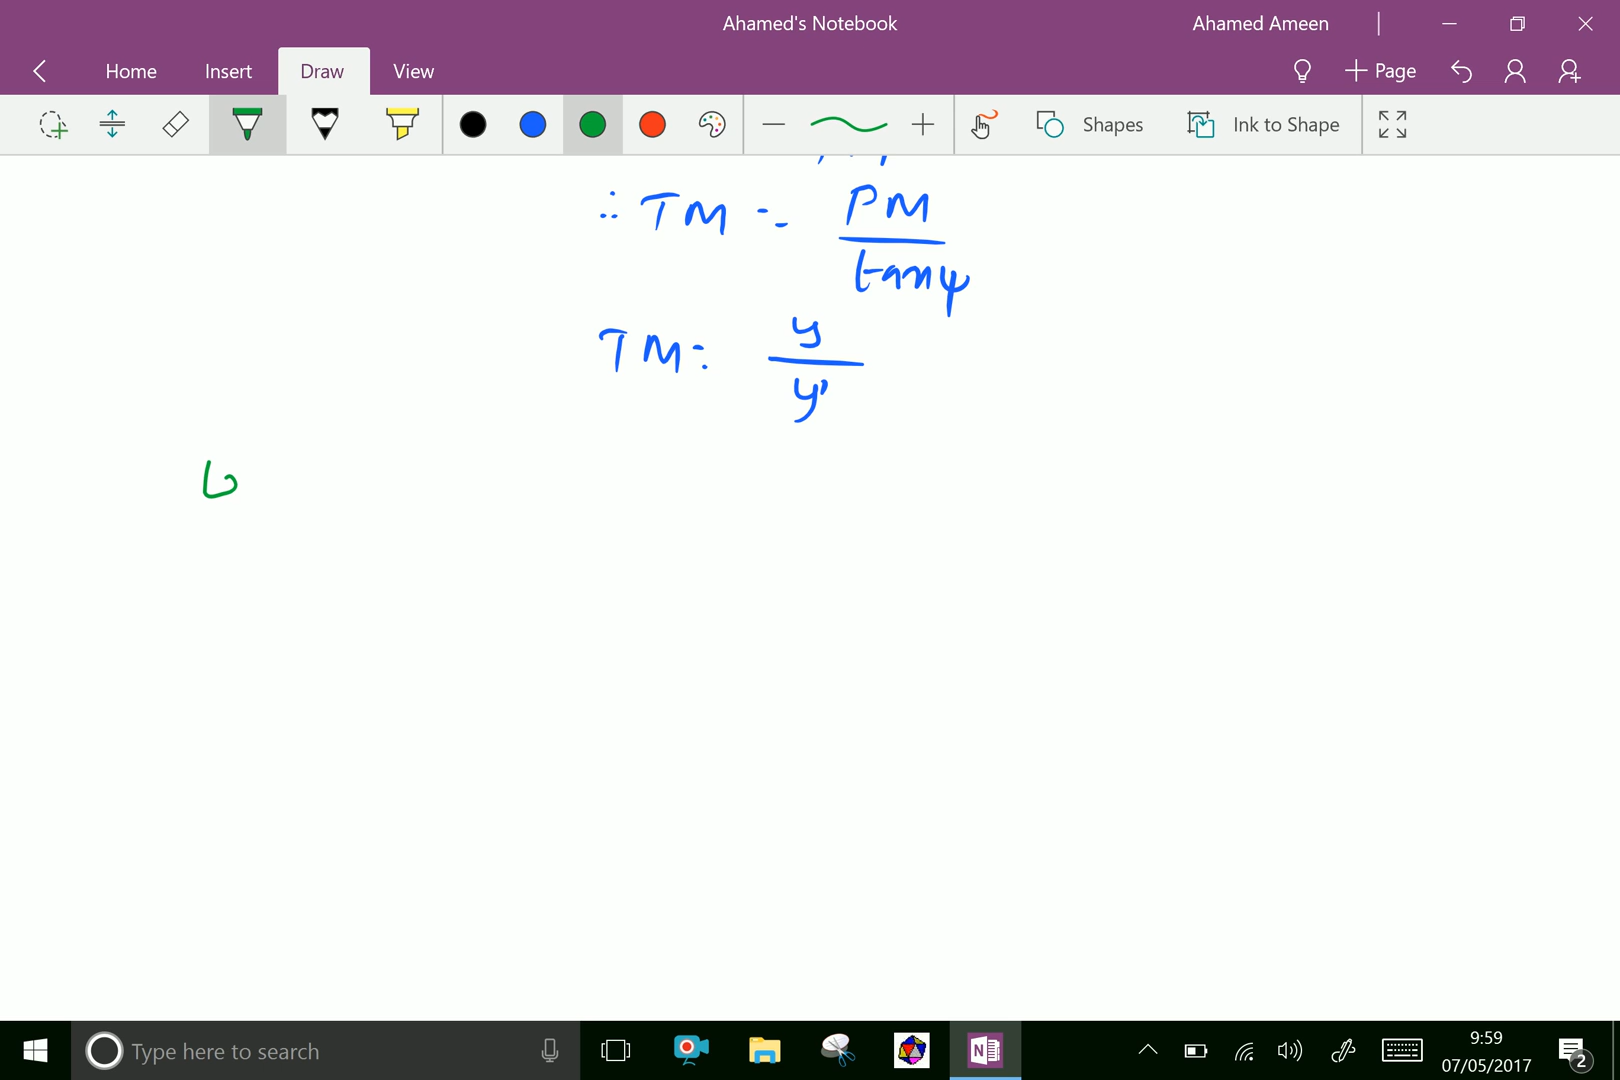 Ahamed's Notebook Ahamed Ameen
Home Insert Draw View Page
Shapes Ink to Shape
∴ TM = PM / tan ψ
TM = y / y'
Type here to search
9:59
07/05/2017
2